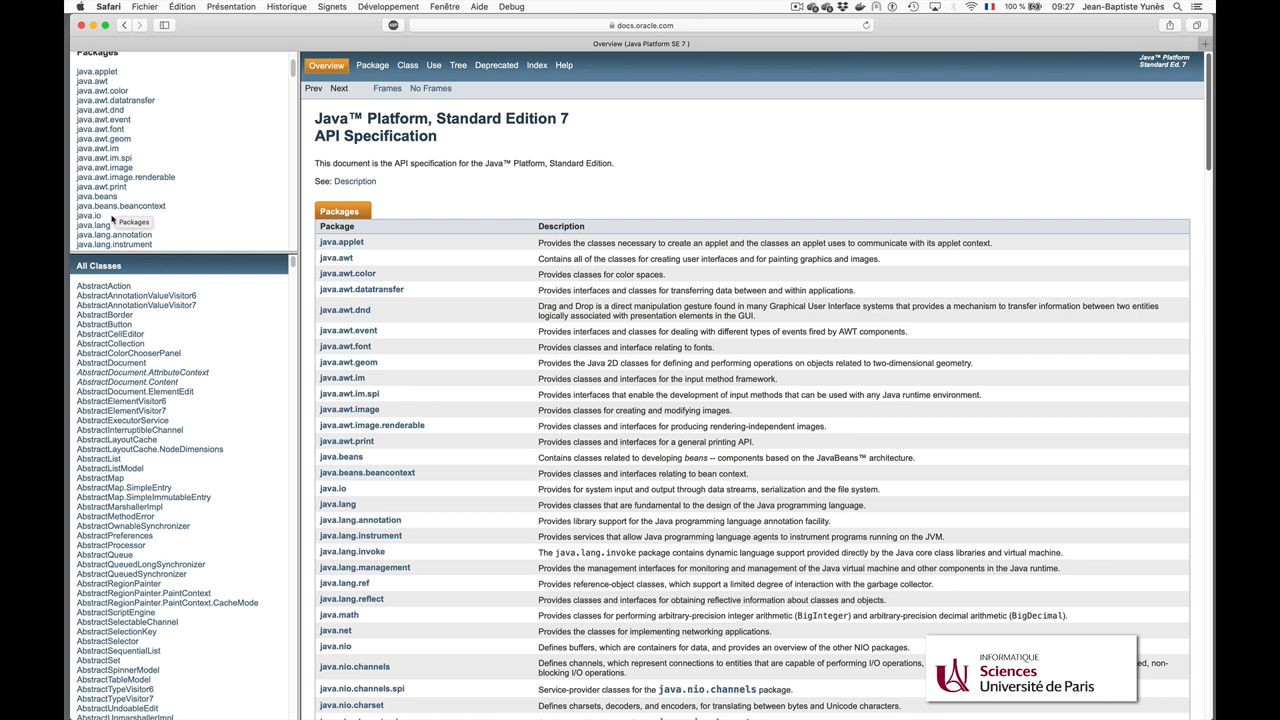 Safari Fichier Édition Présentation Historique Signets Développement Fenêtre Aide Debug 100 % 09:27 Jean-Baptiste Yunès
docs.oracle.com
Overview (Java Platform SE 7 )
Packages
java.applet
java.awt
java.awt.color
java.awt.datatransfer
java.awt.dnd
java.awt.event
java.awt.font
java.awt.geom
java.awt.im
java.awt.im.spi
java.awt.image
java.awt.image.renderable
java.awt.print
java.beans
java.beans.beancontext
java.io
java.lang
Packages
java.lang.annotation
java.lang.instrument
All Classes
AbstractAction
AbstractAnnotationValueVisitor6
AbstractAnnotationValueVisitor7
AbstractBorder
AbstractButton
AbstractCellEditor
AbstractCollection
AbstractColorChooserPanel
AbstractDocument
AbstractDocument.AttributeContext
AbstractDocument.Content
AbstractDocument.ElementEdit
AbstractElementVisitor6
AbstractElementVisitor7
AbstractExecutorService
AbstractInterruptibleChannel
AbstractLayoutCache
AbstractLayoutCache.NodeDimensions
AbstractList
AbstractListModel
AbstractMap
AbstractMap.SimpleEntry
AbstractMap.SimpleImmutableEntry
AbstractMarshallerImpl
AbstractMethodError
AbstractOwnableSynchronizer
AbstractPreferences
AbstractProcessor
AbstractQueue
AbstractQueuedLongSynchronizer
AbstractQueuedSynchronizer
AbstractRegionPainter
AbstractRegionPainter.PaintContext
AbstractRegionPainter.PaintContext.CacheMode
AbstractScriptEngine
AbstractSelectableChannel
AbstractSelectionKey
AbstractSelector
AbstractSequentialList
AbstractSet
AbstractSpinnerModel
AbstractTableModel
AbstractTypeVisitor6
AbstractTypeVisitor7
AbstractUndoableEdit
AbstractUnmarshallerImpl
Overview Package Class Use Tree Deprecated Index Help
Java™ Platform
Standard Ed. 7
Prev Next Frames No Frames
Java™ Platform, Standard Edition 7
API Specification
This document is the API specification for the Java™ Platform, Standard Edition.
See: Description
Packages
Package Description
java.applet Provides the classes necessary to create an applet and the classes an applet uses to communicate with its applet context.
java.awt Contains all of the classes for creating user interfaces and for painting graphics and images.
java.awt.color Provides classes for color spaces.
java.awt.datatransfer Provides interfaces and classes for transferring data between and within applications.
java.awt.dnd Drag and Drop is a direct manipulation gesture found in many Graphical User Interface systems that provides a mechanism to transfer information between two entities
logically associated with presentation elements in the GUI.
java.awt.event Provides interfaces and classes for dealing with different types of events fired by AWT components.
java.awt.font Provides classes and interface relating to fonts.
java.awt.geom Provides the Java 2D classes for defining and performing operations on objects related to two-dimensional geometry.
java.awt.im Provides classes and interfaces for the input method framework.
java.awt.im.spi Provides interfaces that enable the development of input methods that can be used with any Java runtime environment.
java.awt.image Provides classes for creating and modifying images.
java.awt.image.renderable Provides classes and interfaces for producing rendering-independent images.
java.awt.print Provides classes and interfaces for a general printing API.
java.beans Contains classes related to developing beans -- components based on the JavaBeans™ architecture.
java.beans.beancontext Provides classes and interfaces relating to bean context.
java.io Provides for system input and output through data streams, serialization and the file system.
java.lang Provides classes that are fundamental to the design of the Java programming language.
java.lang.annotation Provides library support for the Java programming language annotation facility.
java.lang.instrument Provides services that allow Java programming language agents to instrument programs running on the JVM.
java.lang.invoke The java.lang.invoke package contains dynamic language support provided directly by the Java core class libraries and virtual machine.
java.lang.management Provides the management interfaces for monitoring and management of the Java virtual machine and other components in the Java runtime.
java.lang.ref Provides reference-object classes, which support a limited degree of interaction with the garbage collector.
java.lang.reflect Provides classes and interfaces for obtaining reflective information about classes and objects.
java.math Provides classes for performing arbitrary-precision integer arithmetic (BigInteger) and arbitrary-precision decimal arithmetic (BigDecimal).
java.net Provides the classes for implementing networking applications.
java.nio Defines buffers, which are containers for data, and provides an overview of the other NIO packages.
java.nio.channels Defines channels, which represent connections to entities that are capable of performing I/O operations, non-
blocking I/O operations.
java.nio.channels.spi Service-provider classes for the java.nio.channels package.
java.nio.charset Defines charsets, decoders, and encoders, for translating between bytes and Unicode characters.
INFORMATIQUE
Sciences
Université de Paris